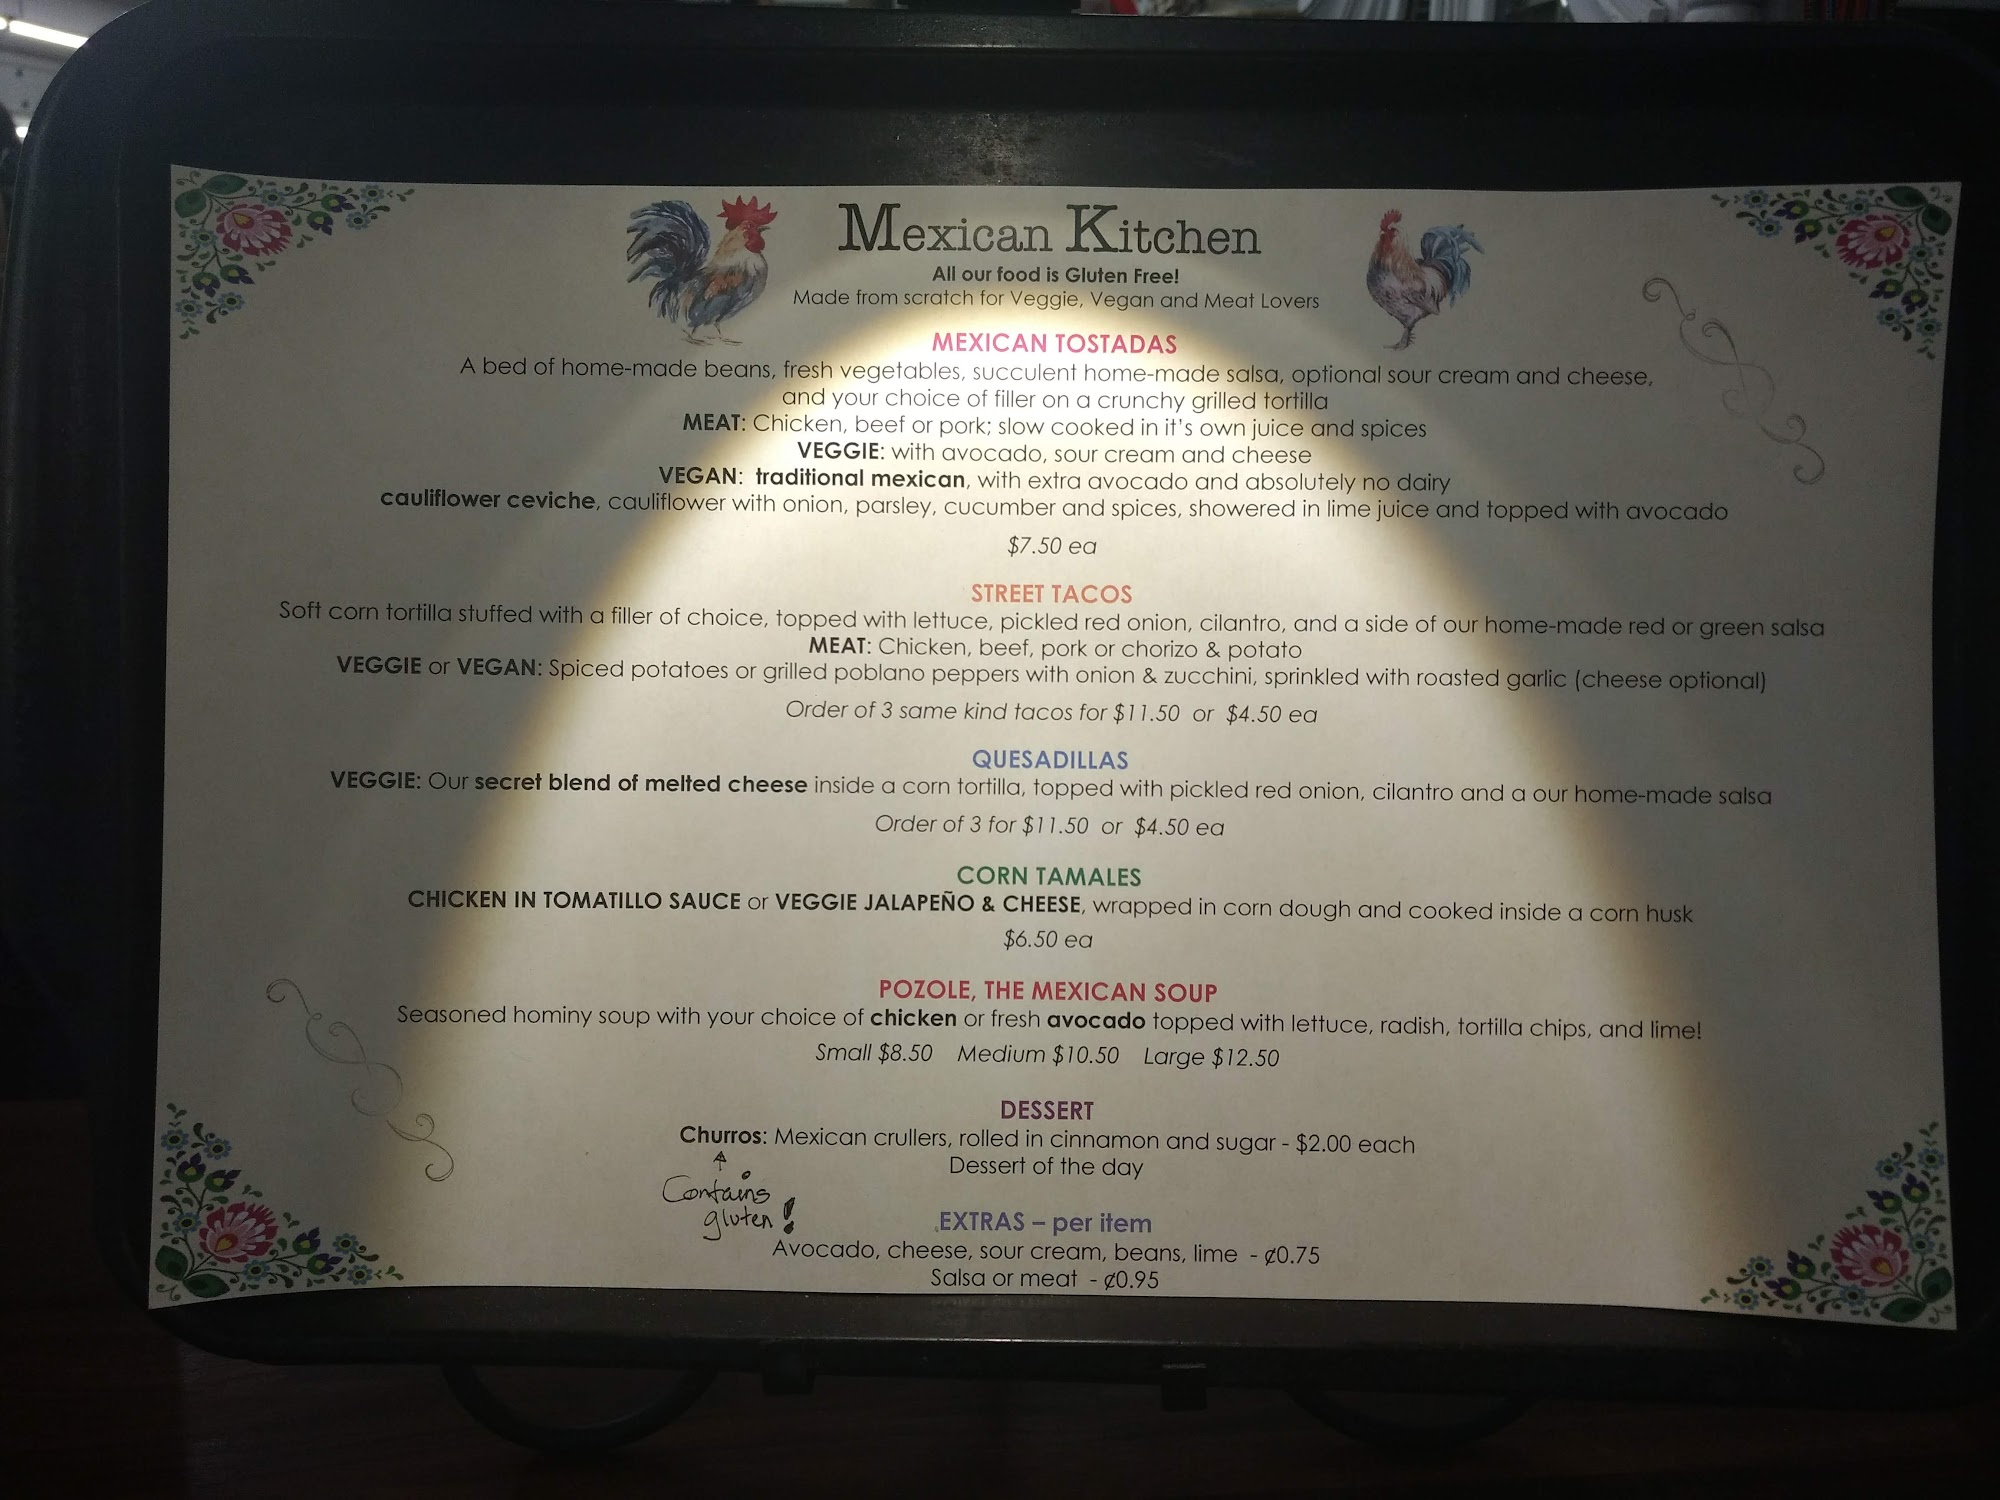 Mexican Kitchen
All our food is Gluten Free!
Made from scratch for Veggie, Vegan and Meat Lovers
MEXICAN TOSTADAS
A bed of home-made beans, fresh vegetables, succulent home-made salsa, optional sour cream and cheese,
and your choice of filler on a crunchy grilled tortilla
MEAT: Chicken, beef or pork; slow cooked in it's own juice and spices
VEGGIE: with avocado, sour cream and cheese
VEGAN: traditional mexican, with extra avocado and absolutely no dairy
cauliflower ceviche, cauliflower with onion, parsley, cucumber and spices, showered in lime juice and topped with avocado
$7.50 ea
STREET TACOS
Soft corn tortilla stuffed with a filler of choice, topped with lettuce, pickled red onion, cilantro, and a side of our home-made red or green salsa
MEAT: Chicken, beef, pork or chorizo & potato
VEGGIE or VEGAN: Spiced potatoes or grilled poblano peppers with onion & zucchini, sprinkled with roasted garlic (cheese optional)
Order of 3 same kind tacos for $11.50 or $4.50 ea
QUESADILLAS
VEGGIE: Our secret blend of melted cheese inside a corn tortilla, topped with pickled red onion, cilantro and a our home-made salsa
Order of 3 for $11.50 or $4.50 ea
CORN TAMALES
CHICKEN IN TOMATILLO SAUCE or VEGGIE JALAPEÑO & CHEESE, wrapped in corn dough and cooked inside a corn husk
$6.50 ea
POZOLE, THE MEXICAN SOUP
Seasoned hominy soup with your choice of chicken or fresh avocado topped with lettuce, radish, tortilla chips, and lime!
Small $8.50 Medium $10.50 Large $12.50
DESSERT
Churros: Mexican crullers, rolled in cinnamon and sugar - $2.00 each
Dessert of the day
Contains
gluten!
EXTRAS – per item
Avocado, cheese, sour cream, beans, lime - ¢0.75
Salsa or meat - ¢0.95